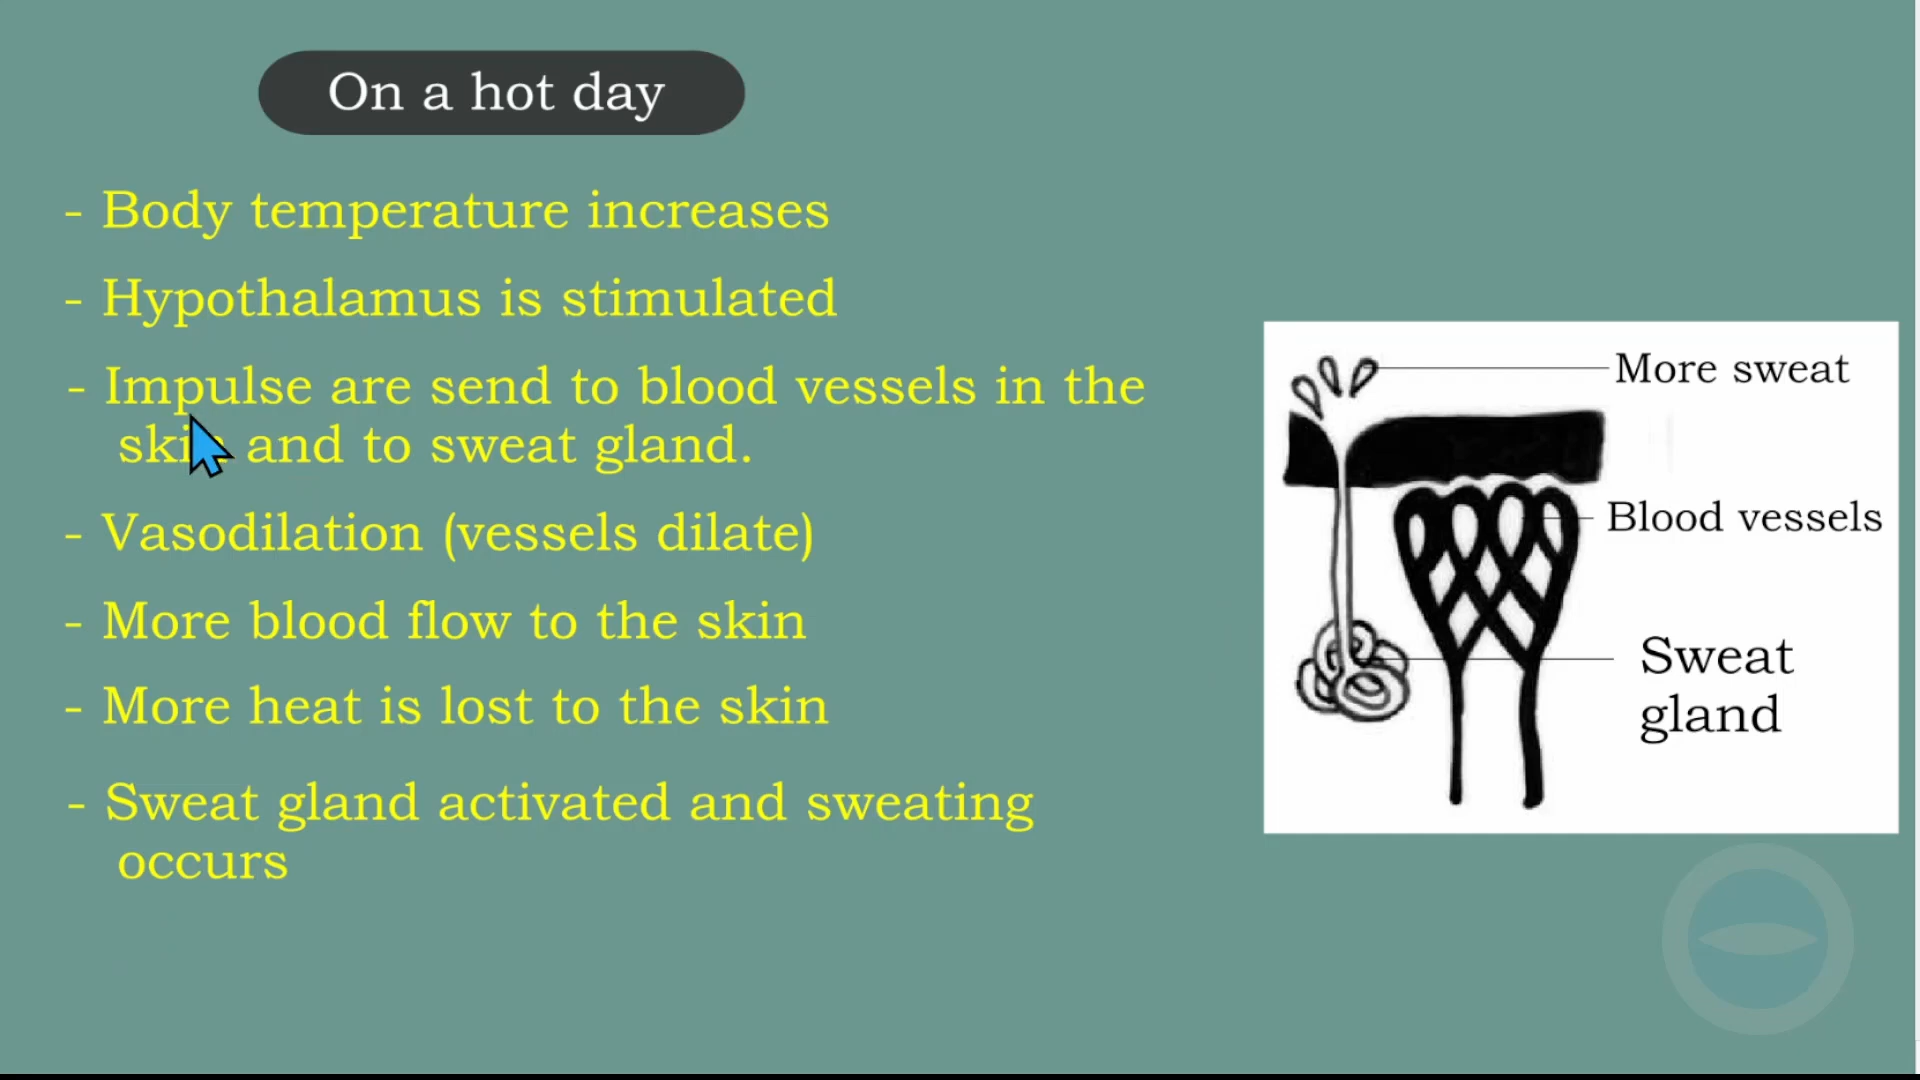 On a hot day
- Body temperature increases
- Hypothalamus is stimulated
- Impulse are send to blood vessels in the
skin and to sweat gland.
- Vasodilation (vessels dilate)
- More blood flow to the skin
- More heat is lost to the skin
- Sweat gland activated and sweating
occurs
More sweat
Blood vessels
Sweat
gland